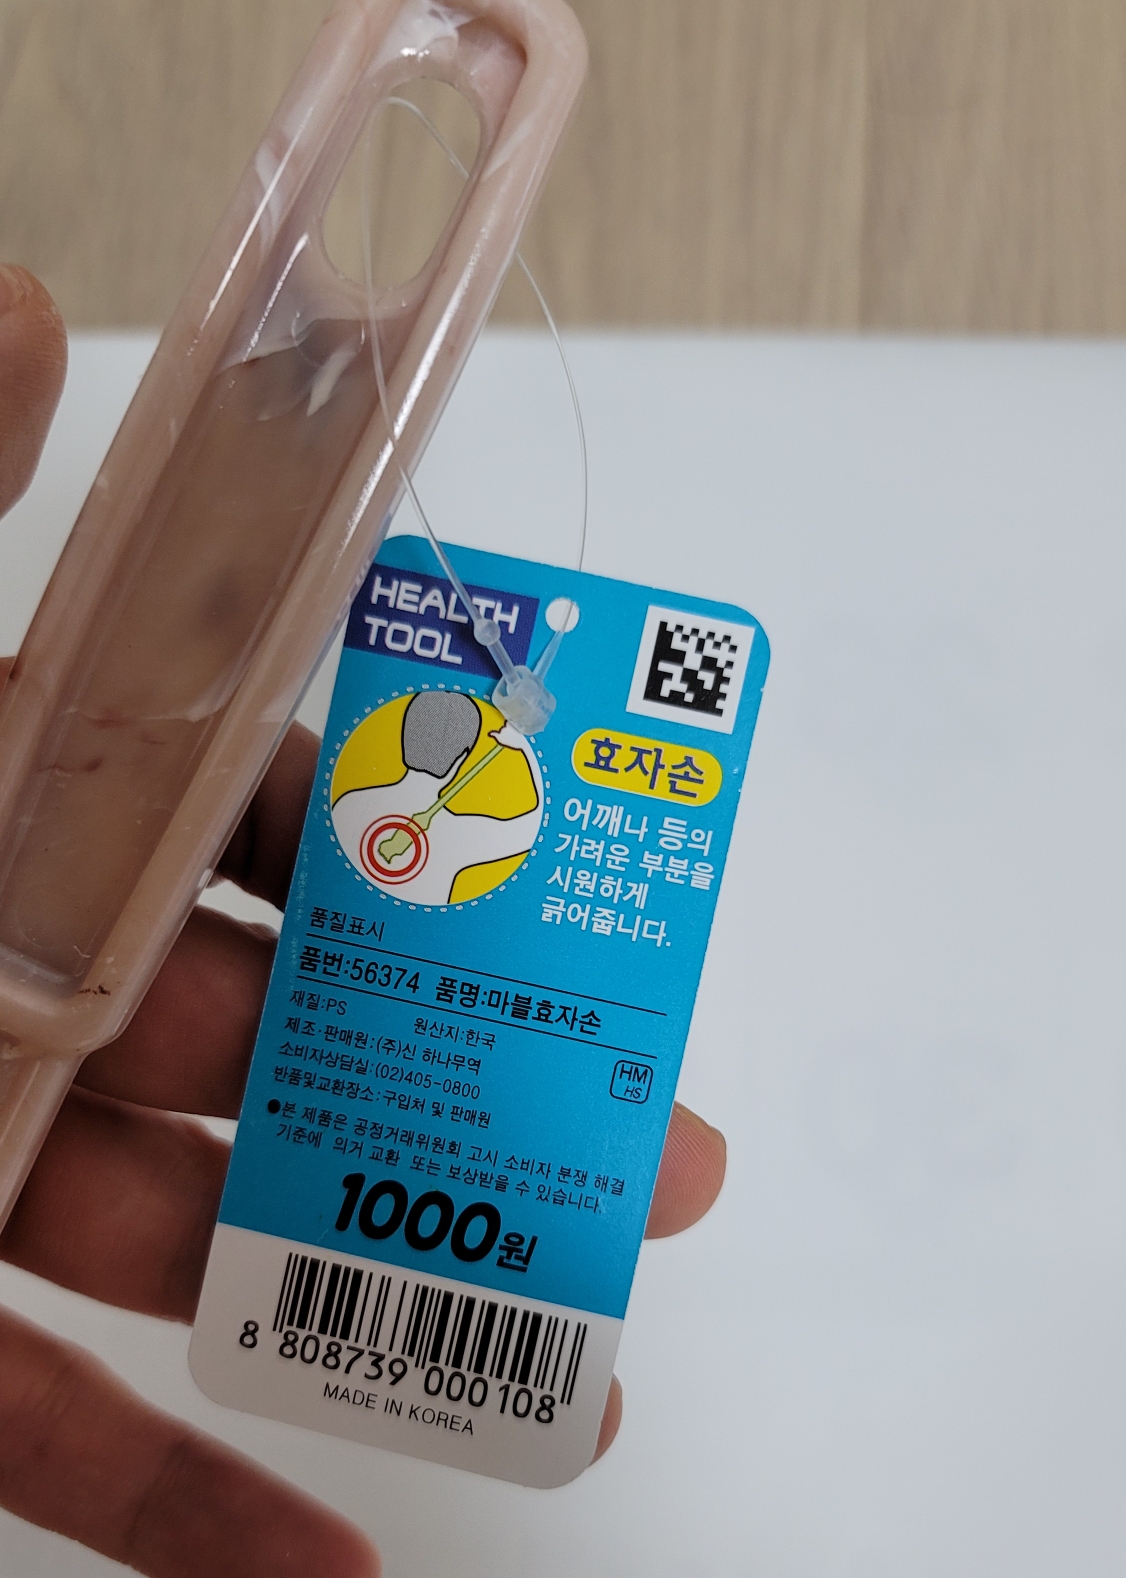 HEALTH
TOOL
효자손
어깨나 등의
가려운 부분을
시원하게
긁어줍니다.
품질표시
품번:56374 품명:마블효자손
재질:PS 원산지:한국
제조·판매원:(주)신 하나무역
소비자상담실:(02)405-0800
반품및교환장소:구입처 및 판매원
HM
HS
●본 제품은 공정거래위원회 고시 소비자 분쟁 해결
기준에 의거 교환 또는 보상받을 수 있습니다.
1000원
8 808739 000108
MADE IN KOREA